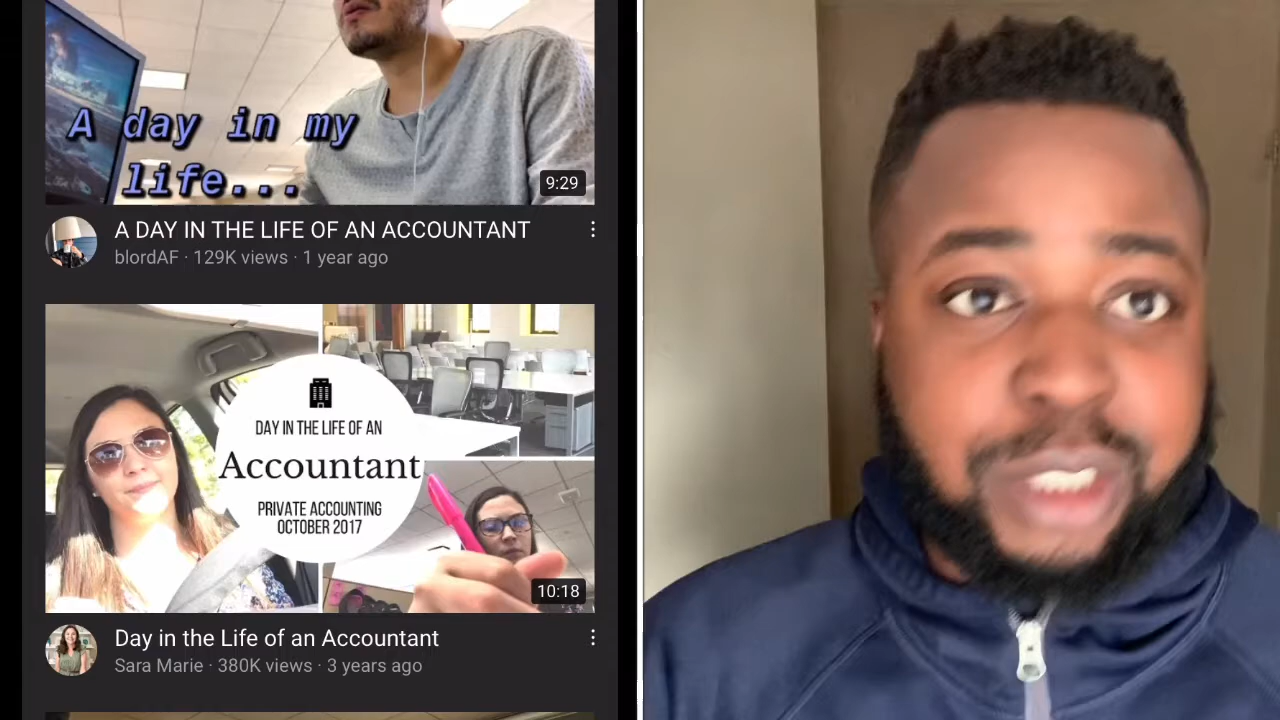 A day in my
life...
9:29
A DAY IN THE LIFE OF AN ACCOUNTANT
blordAF · 129K views · 1 year ago
DAY IN THE LIFE OF AN
Accountant
PRIVATE ACCOUNTING
OCTOBER 2017
10:18
Day in the Life of an Accountant
Sara Marie · 380K views · 3 years ago